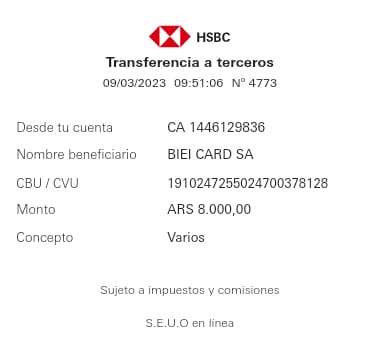 HSBC
Transferencia a terceros
09/03/2023 09:51:06 Nº 4773
Desde tu cuenta CA 1446129836
Nombre beneficiario BIEI CARD SA
CBU / CVU 1910247255024700378128
Monto ARS 8.000,00
Concepto Varios
Sujeto a impuestos y comisiones
S.E.U.O en línea